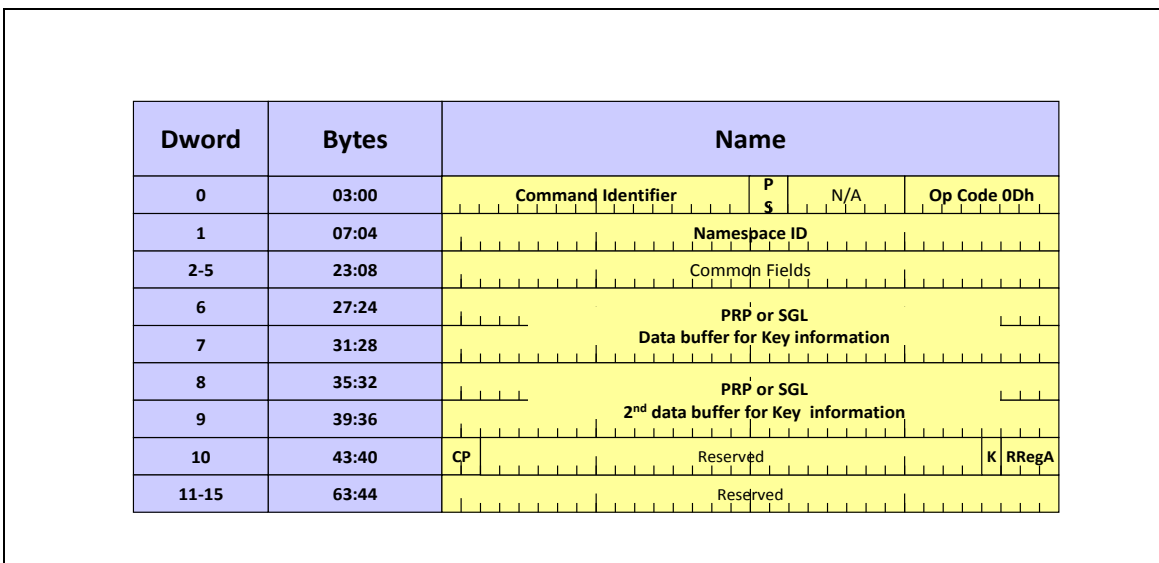 Dword Bytes Name
0 03:00 Command Identifier P S N/A Op Code 0Dh
1 07:04 Namespace ID
2-5 23:08 Common Fields
6 27:24 PRP or SGL
7 31:28 Data buffer for Key information
8 35:32 PRP or SGL
9 39:36 2nd data buffer for Key information
10 43:40 CP Reserved K RRegA
11-15 63:44 Reserved